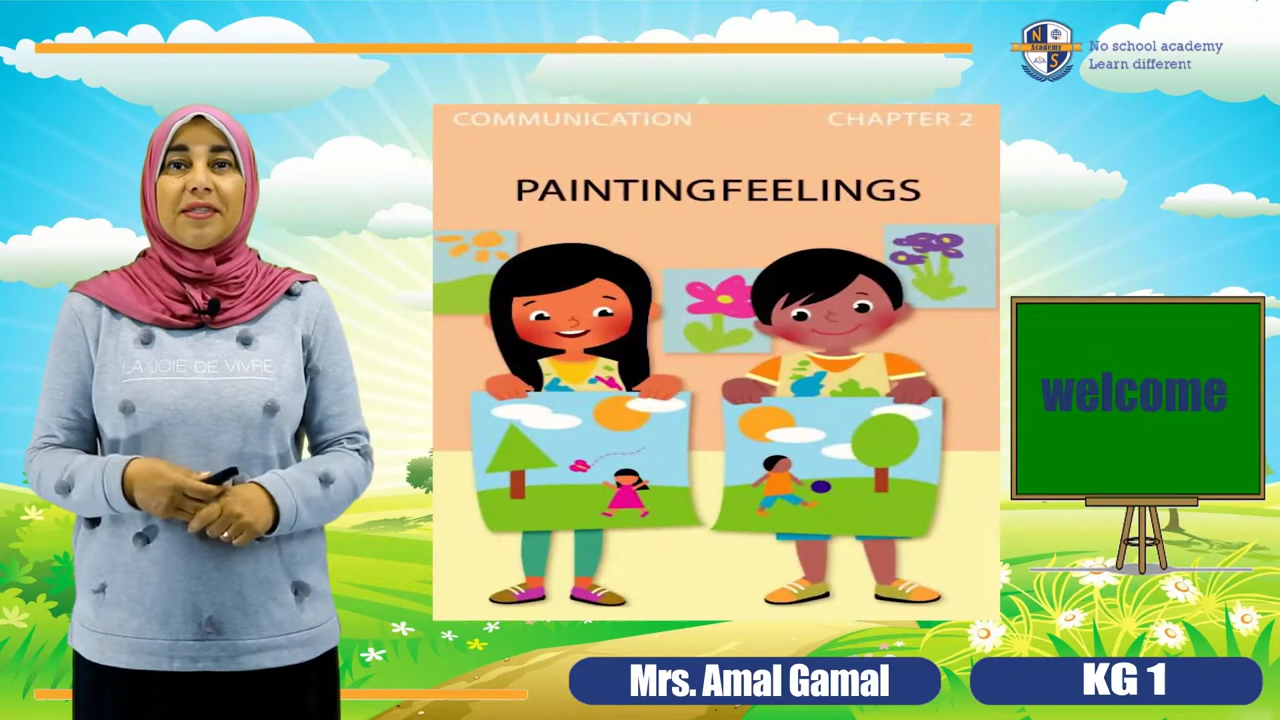 No school academy
Learn different
N
Academy
S
COMMUNICATION CHAPTER 2
PAINTINGFEELINGS
LA JOIE DE VIVRE
welcome
Mrs. Amal Gamal
KG 1